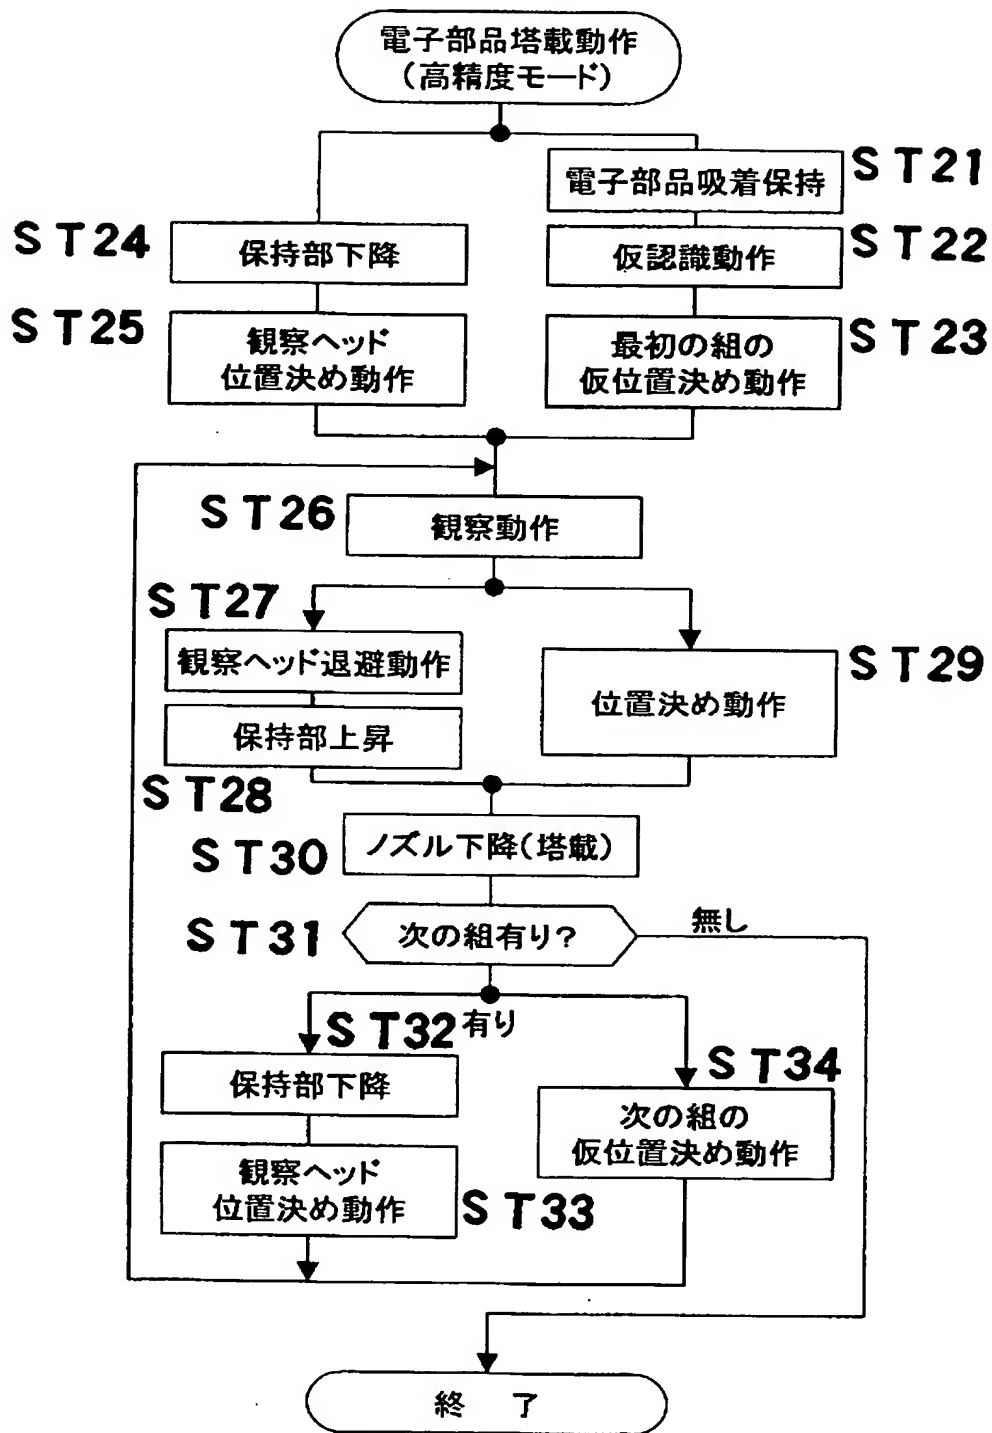 電子部品塔載動作
(高精度モード)
電子部品吸着保持
ST21
ST24
保持部下降
仮認識動作
ST22
ST25
観察ヘッド
位置決め動作
最初の組の
仮位置決め動作
ST23
ST26
観察動作
ST27
観察ヘッド退避動作
位置決め動作
ST29
保持部上昇
ST28
ST30
ノズル下降(塔載)
ST31
次の組有り?
無し
ST32
有り
保持部下降
ST34
次の組の
仮位置決め動作
観察ヘッド
位置決め動作
ST33
終 了